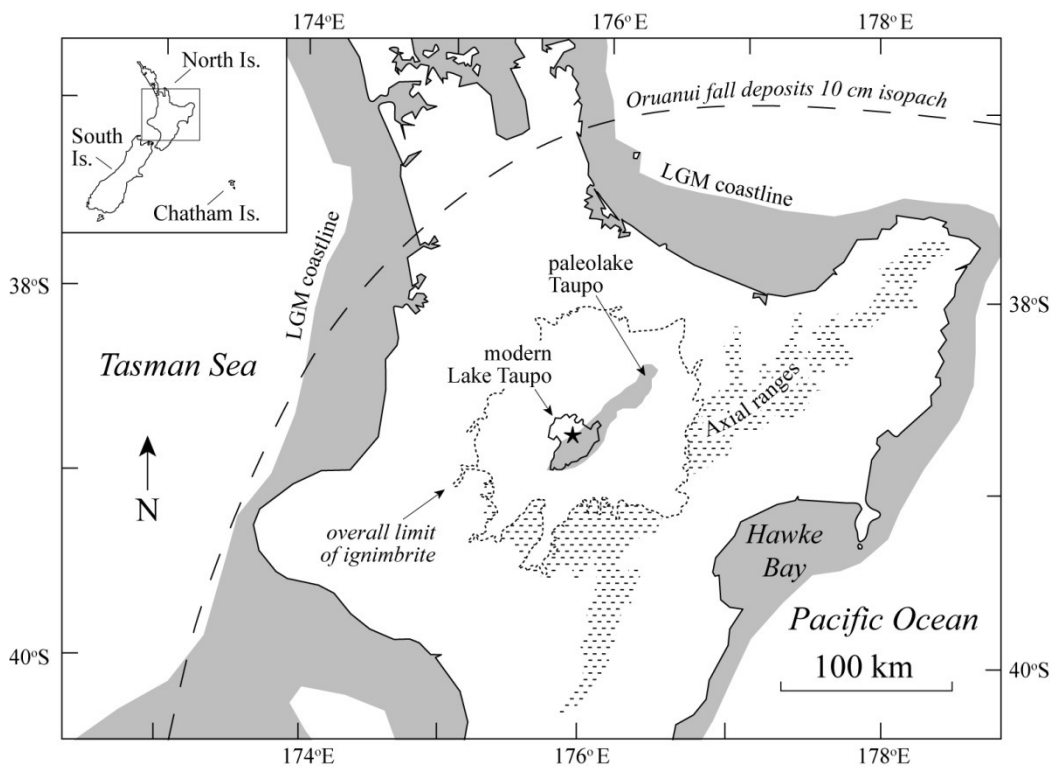 174°E
176°E
178°E
North Is.
South
Is.
Chatham Is.
Oruanui fall deposits 10 cm isopach
LGM coastline
LGM coastline
38°S
38°S
paleolake
Taupo
modern
Lake Taupo
Tasman Sea
Axial ranges
N
overall limit
of ignimbrite
Hawke
Bay
Pacific Ocean
100 km
40°S
40°S
174°E
176°E
178°E